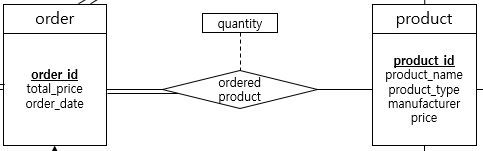 order
order_id
total_price
order_date
quantity
ordered
product
product
product_id
product_name
product_type
manufacturer
price